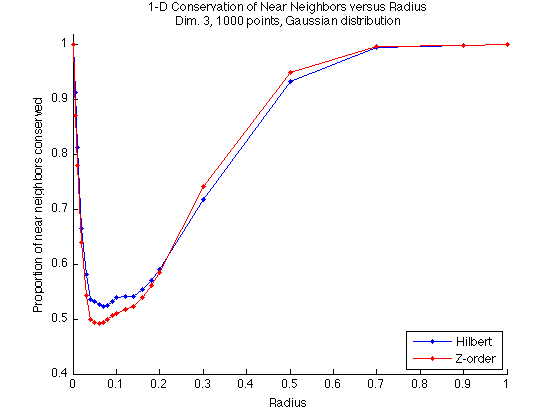 1-D Conservation of Near Neighbors versus Radius
Dim. 3, 1000 points, Gaussian distribution
Proportion of near neighbors conserved
1
0.9
0.8
0.7
0.6
0.5
0.4
0 0.1 0.2 0.3 0.4 0.5 0.6 0.7 0.8 0.9 1
Radius
Hilbert
Z-order